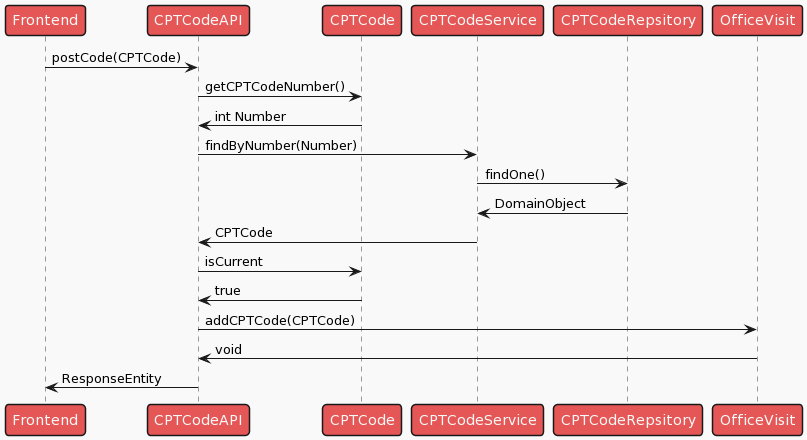 Frontend CPTCodeAPI CPTCode CPTCodeService CPTCodeRepsitory OfficeVisit
postCode(CPTCode)
getCPTCodeNumber()
int Number
findByNumber(Number)
findOne()
DomainObject
CPTCode
isCurrent
true
addCPTCode(CPTCode)
void
ResponseEntity
Frontend CPTCodeAPI CPTCode CPTCodeService CPTCodeRepsitory OfficeVisit